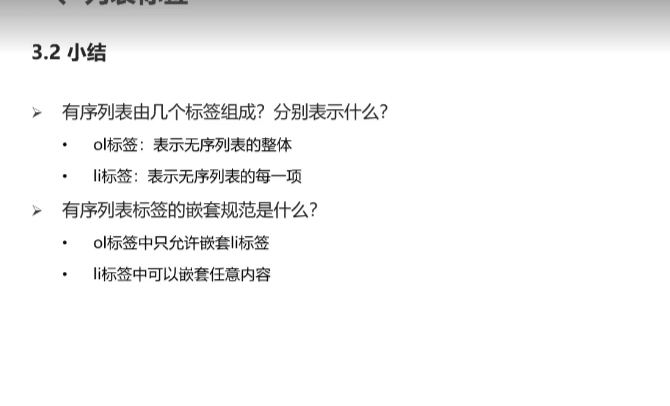 3.2 小结
➢ 有序列表由几个标签组成？分别表示什么？
• ol标签：表示无序列表的整体
• li标签：表示无序列表的每一项
➢ 有序列表标签的嵌套规范是什么？
• ol标签中只允许嵌套li标签
• li标签中可以嵌套任意内容